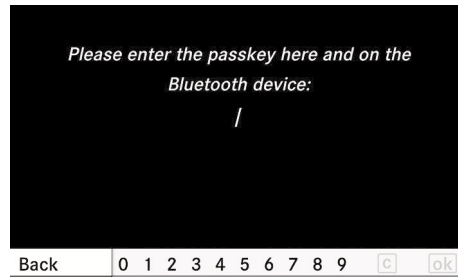 Please enter the passkey here and on the
Bluetooth device:
Back 0 1 2 3 4 5 6 7 8 9 c ok